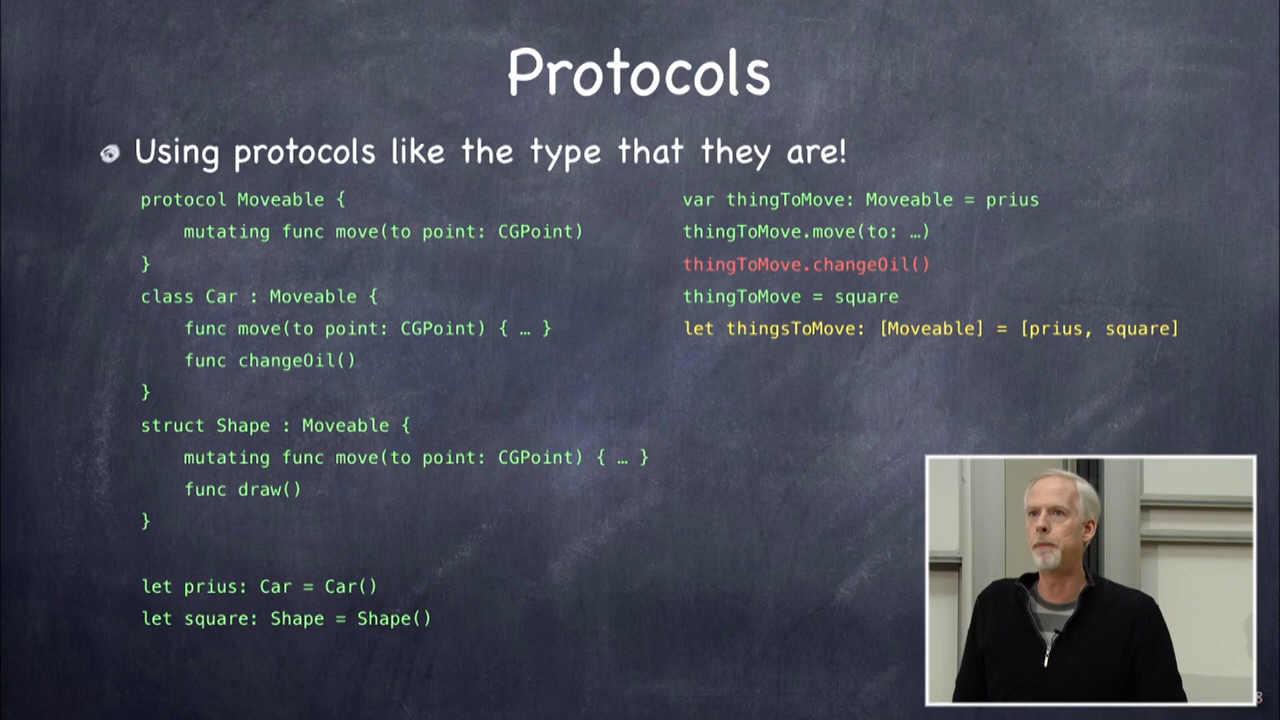 Protocols
Using protocols like the type that they are!
protocol Moveable {
mutating func move(to point: CGPoint)
}
class Car : Moveable {
func move(to point: CGPoint) { … }
func changeOil()
}
struct Shape : Moveable {
mutating func move(to point: CGPoint) { … }
func draw()
}
let prius: Car = Car()
let square: Shape = Shape()
var thingToMove: Moveable = prius
thingToMove.move(to: …)
thingToMove.changeOil()
thingToMove = square
let thingsToMove: [Moveable] = [prius, square]